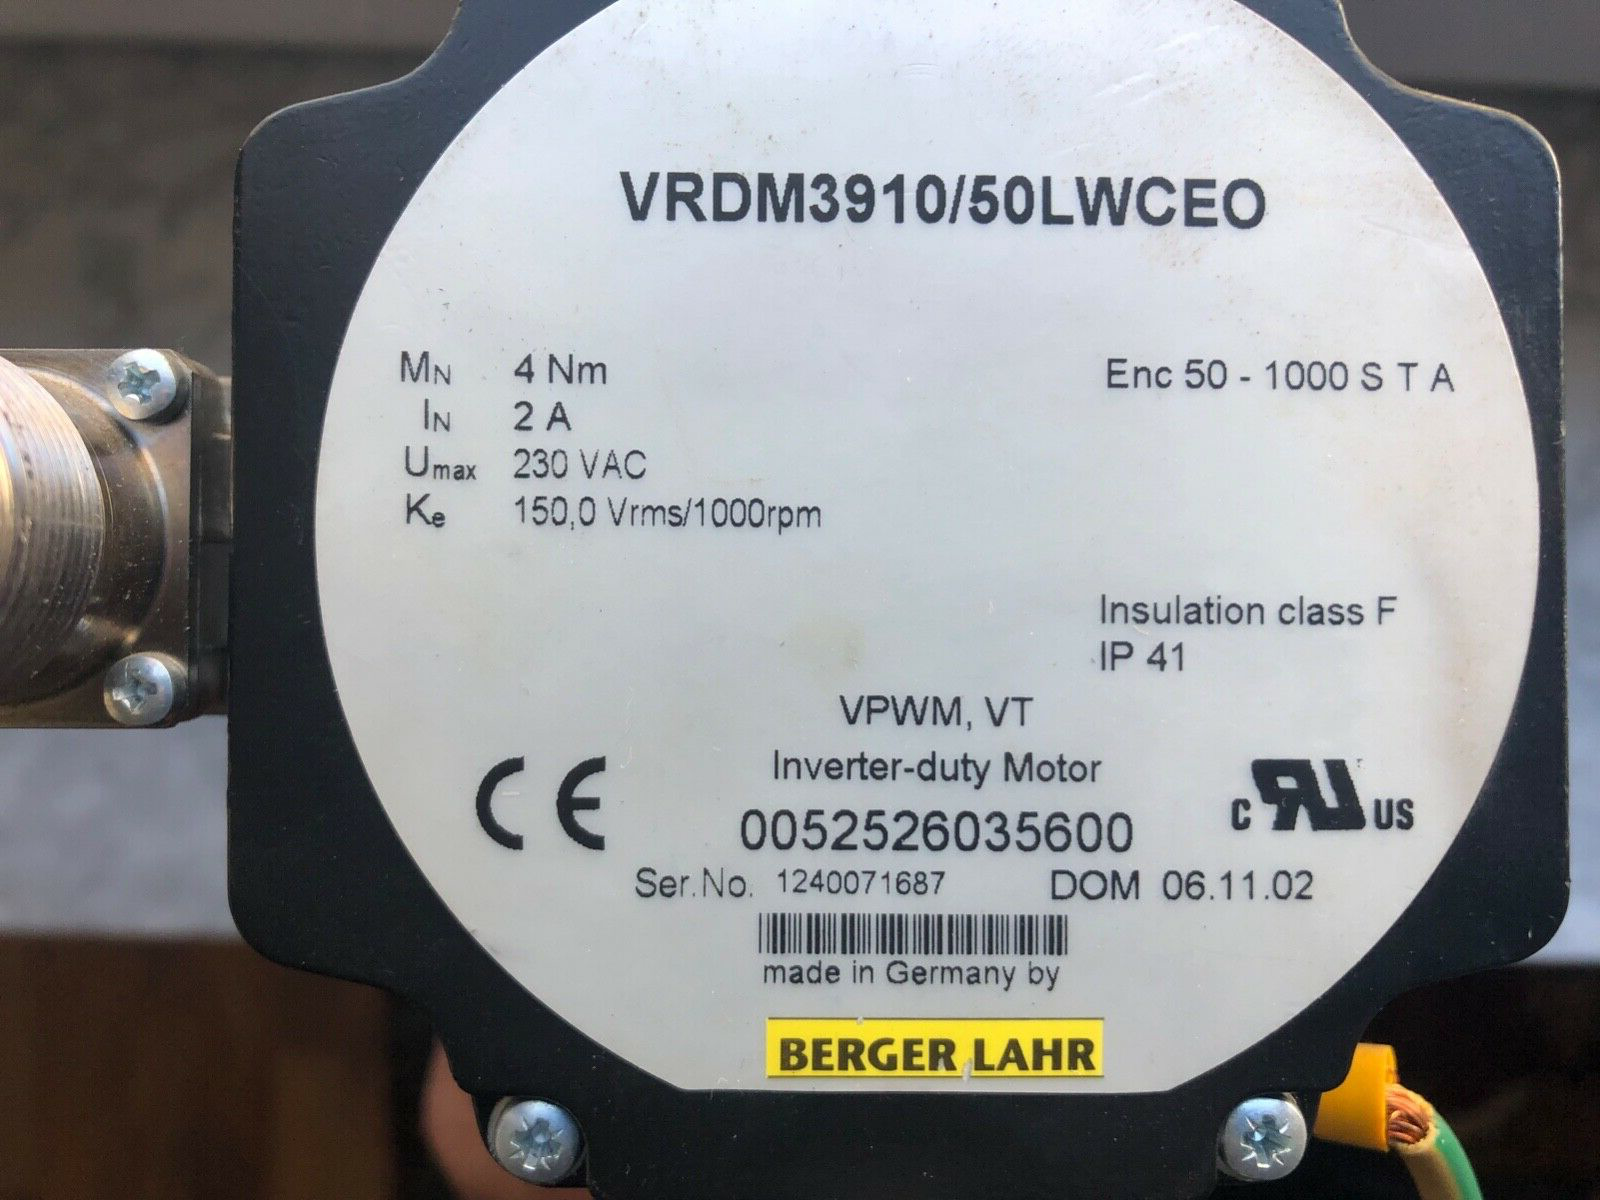 VRDM3910/50LWCEO
MN 4 Nm
IN 2 A
Umax 230 VAC
Ke 150,0 Vrms/1000rpm
Enc 50 - 1000 S T A
Insulation class F
IP 41
VPWM, VT
Inverter-duty Motor
CE
0052526035600
C RU US
Ser.No. 1240071687 DOM 06.11.02
made in Germany by
BERGER LAHR